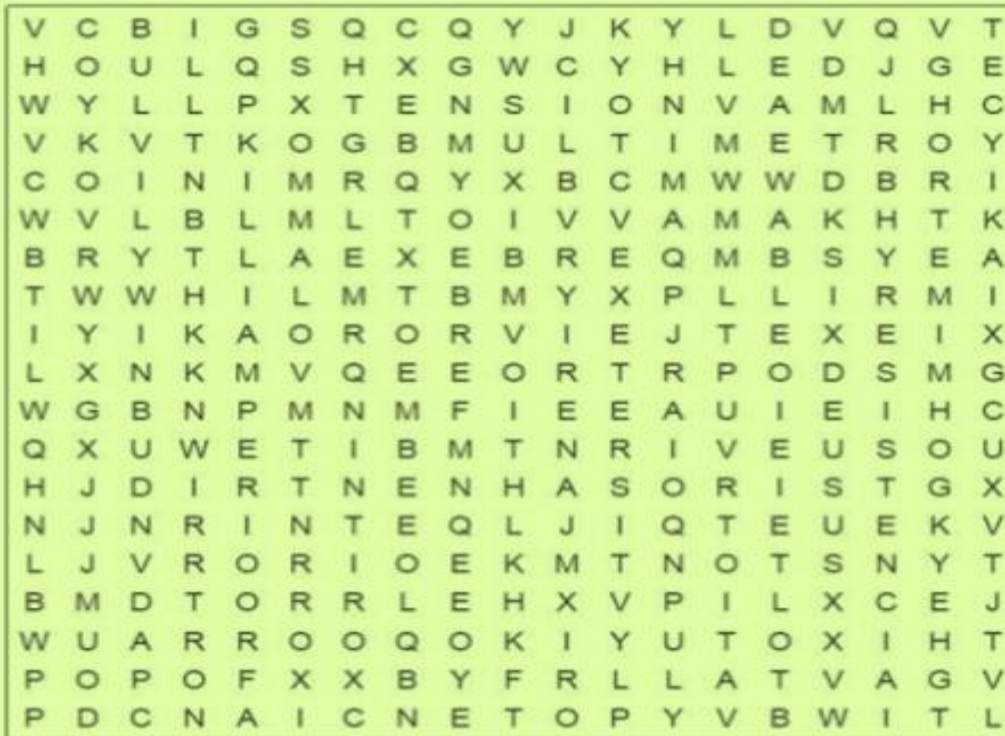 V C B I G S Q C Q Y J K Y L D V Q V T
H O U L Q S H X G W C Y H L E D J G E
W Y L L P X T E N S I O N V A M L H C
V K V T K O G B M U L T I M E T R O Y
C O I N I M R Q Y X B C M W W D B R I
W V L B L M L T O I V V A M A K H T K
B R Y T L A E X E B R E Q M B S Y E A
T W W H I L M T B M Y X P L L I R M I
I Y I K A O R O R V I E J T E X E I X
L X N K M V Q E E O R T R P O D S M G
W G B N P M N M F I E E A U I E I H C
Q X U W E T I B M T N R I V E U S O U
H J D I R T N E N H A S O R I S T G X
N J N R I N T E Q L J I Q T E U E K V
L J V R O R I O E K M T N O T S N Y T
B M D T O R R L E H X V P I L X C E J
W U A R R O O Q O K I Y U T O X I H T
P O P O F X X B Y F R L L A T V A G V
P D C N A I C N E T O P Y V B W I T L